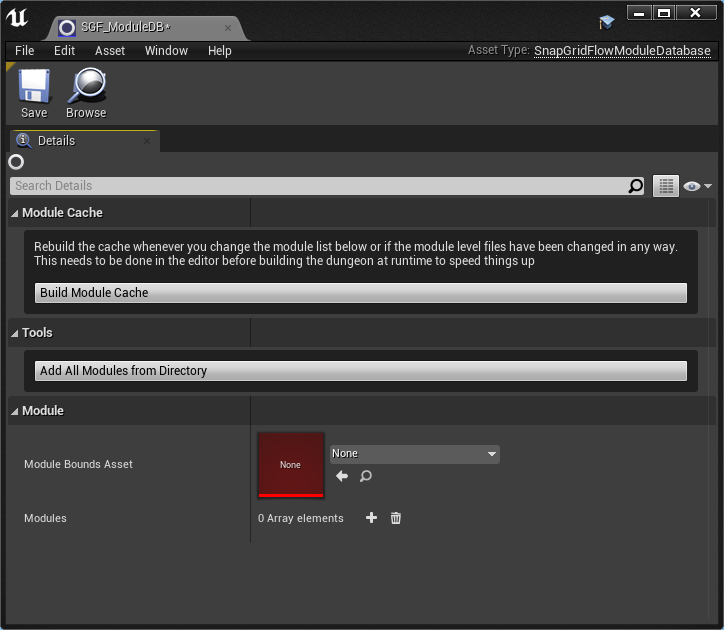 SGF_ModuleDB*
File Edit Asset Window Help Asset Type: SnapGridFlowModuleDatabase
Save Browse
Details
Search Details
Module Cache
Rebuild the cache whenever you change the module list below or if the module level files have been changed in any way.
This needs to be done in the editor before building the dungeon at runtime to speed things up
Build Module Cache
Tools
Add All Modules from Directory
Module
Module Bounds Asset None None
Modules 0 Array elements